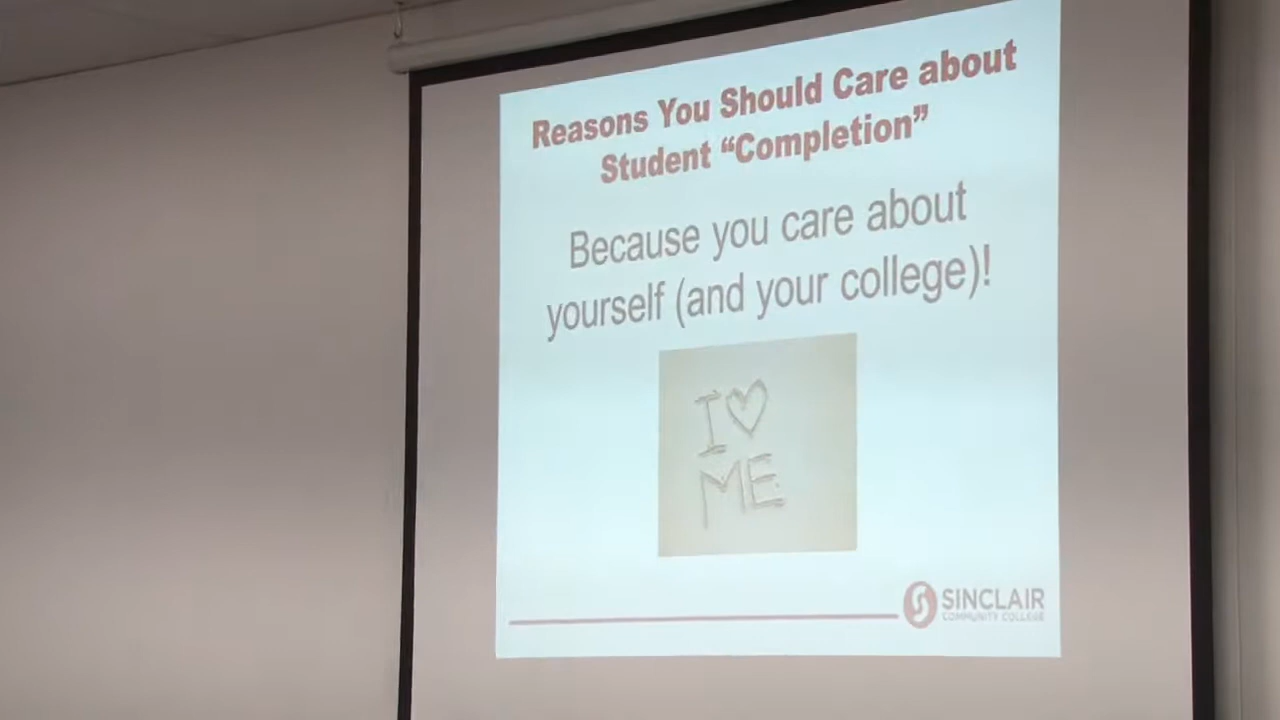 Reasons You Should Care about
Student “Completion”
Because you care about
yourself (and your college)!
I ♡
ME
SINCLAIR
COMMUNITY COLLEGE